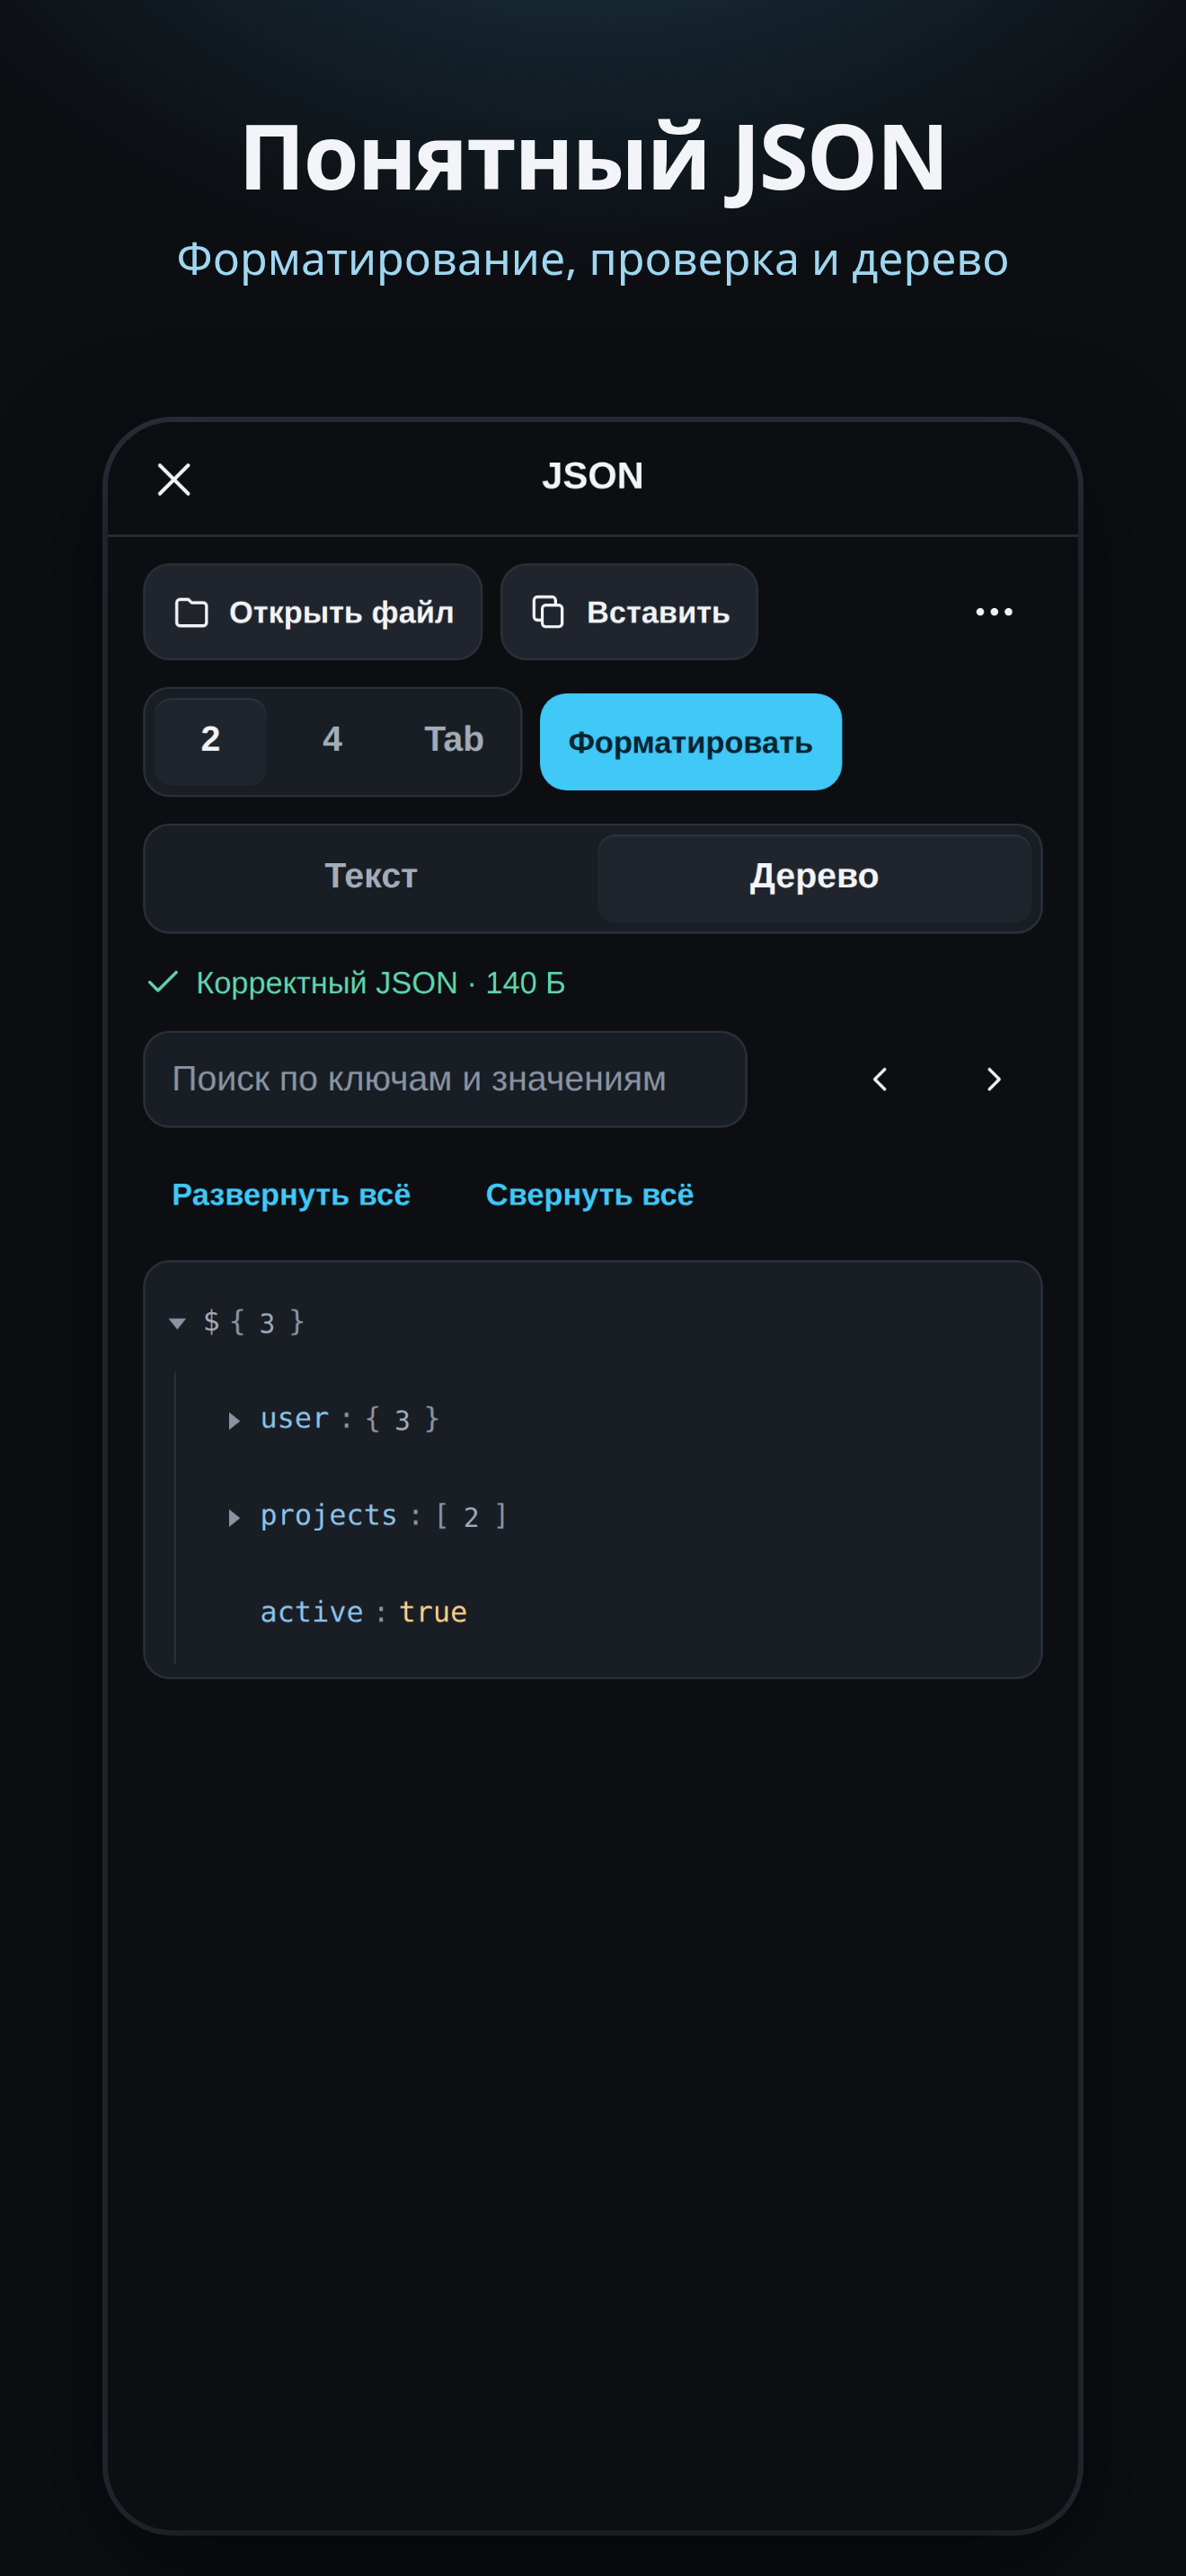 Понятный JSON
Форматирование, проверка и дерево
JSON
Открыть файл Вставить
2 4 Tab Форматировать
Текст Дерево
Корректный JSON · 140 Б
Поиск по ключам и значениям
Развернуть всё Свернуть всё
$ { 3 }
user : { 3 }
projects : [ 2 ]
active : true